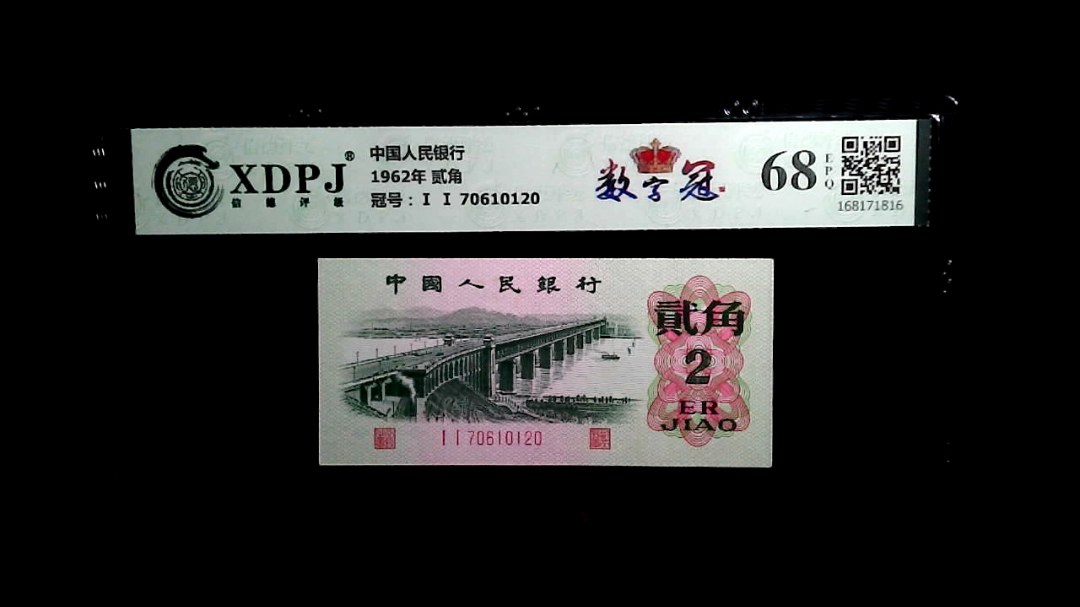 XDPJ®
信德评级
中国人民银行
1962年 贰角
冠号：I I 70610120
数字冠
68
EPQ
168171816
中國人民銀行
貳角
2
ER
JIAO
I I 70610120